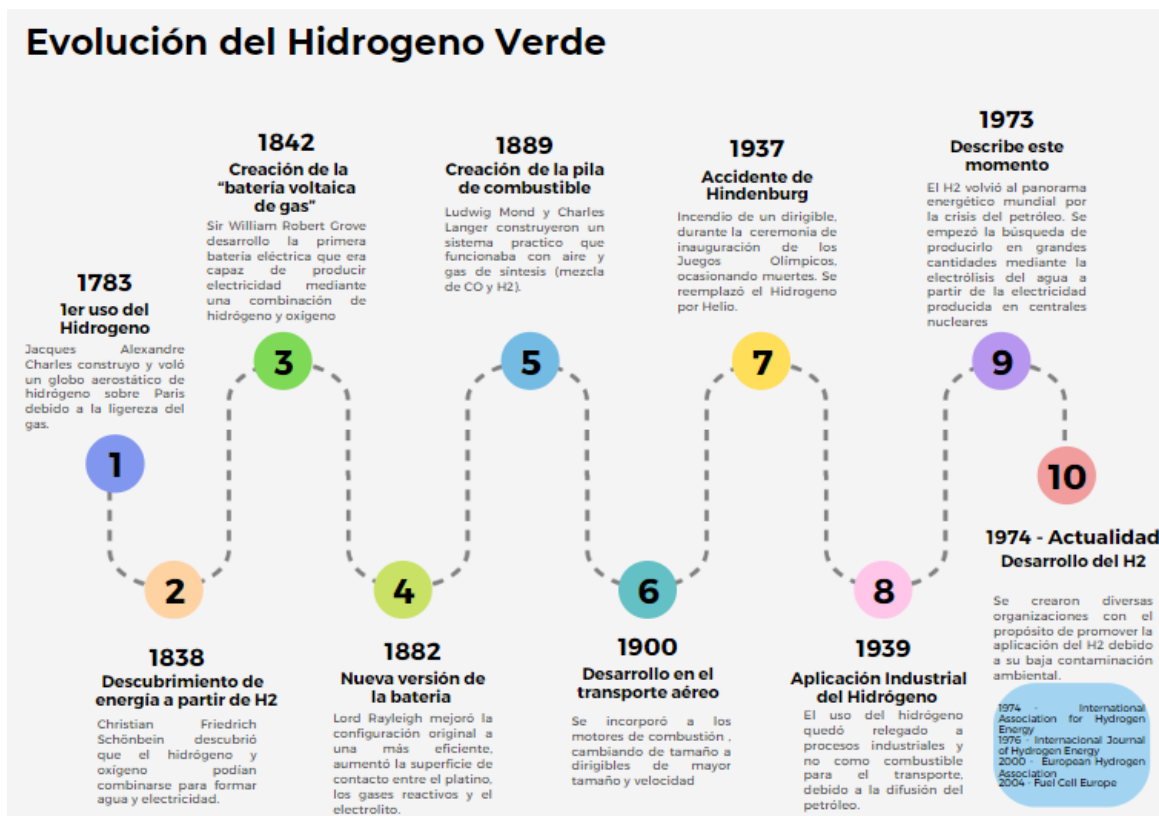 Evolución del Hidrogeno Verde
1783
1er uso del
Hidrogeno
Jacques Alexandre
Charles construyo y voló
un globo aerostático de
hidrógeno sobre Paris
debido a la ligereza del
gas.
1
2
1838
Descubrimiento de
energía a partir de H2
Christian Friedrich
Schönbein descubrió
que el hidrógeno y
oxígeno podían
combinarse para formar
agua y electricidad.
1842
Creación de la
"batería voltaica
de gas"
Sir William Robert Grove
desarrollo la primera
batería eléctrica que era
capaz de producir
electricidad mediante
una combinación de
hidrógeno y oxígeno
3
4
1882
Nueva versión de
la bateria
Lord Rayleigh mejoró la
configuración original a
una más eficiente,
aumentó la superficie de
contacto entre el platino,
los gases reactivos y el
electrolito.
1889
Creación de la pila
de combustible
Ludwig Mond y Charles
Langer construyeron un
sistema practico que
funcionaba con aire y
gas de síntesis (mezcla
de CO y H2).
5
6
1900
Desarrollo en el
transporte aéreo
Se incorporó a los
motores de combustión ,
cambiando de tamaño a
dirigibles de mayor
tamaño y velocidad
1937
Accidente de
Hindenburg
Incendio de un dirigible,
durante la ceremonia de
inauguración de los
Juegos Olímpicos,
ocasionando muertes. Se
reemplazó el Hidrogeno
por Helio.
7
8
1939
Aplicación Industrial
del Hidrógeno
El uso del hidrógeno
quedó relegado a
procesos industriales y
no como combustible
para el transporte,
debido a la difusión del
petróleo.
1973
Describe este
momento
El H2 volvió al panorama
energético mundial por
la crisis del petróleo. Se
empezó la búsqueda de
producirlo en grandes
cantidades mediante la
electrólisis del agua a
partir de la electricidad
producida en centrales
nucleares
9
10
1974 - Actualidad
Desarrollo del H2
Se crearon diversas
organizaciones con el
propósito de promover la
aplicación del H2 debido
a su baja contaminación
ambiental.
1974 - International
Association for Hydrogen
Energy
1976 - Internacional Journal
of Hydrogen Energy
2000 - European Hydrogen
Association
2004 - Fuel Cell Europe